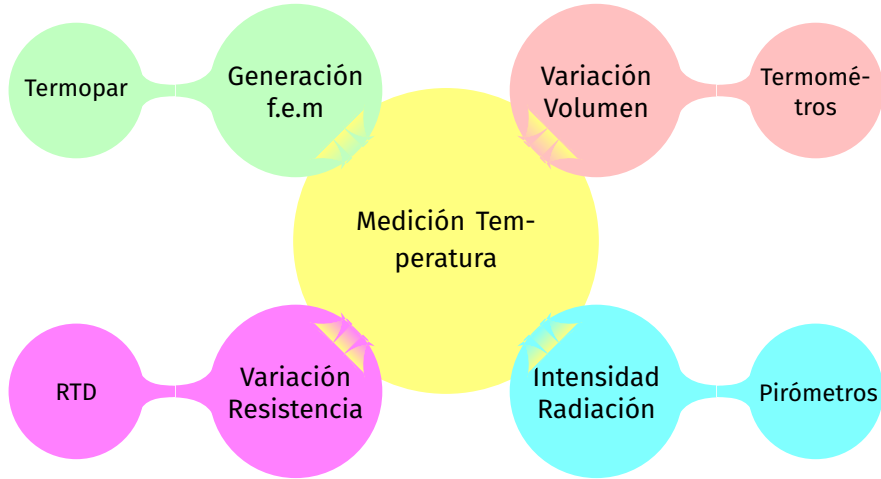 Termopar
Generación
f.e.m
Variación
Volumen
Termomé-
tros
Medición Tem-
peratura
RTD
Variación
Resistencia
Intensidad
Radiación
Pirómetros